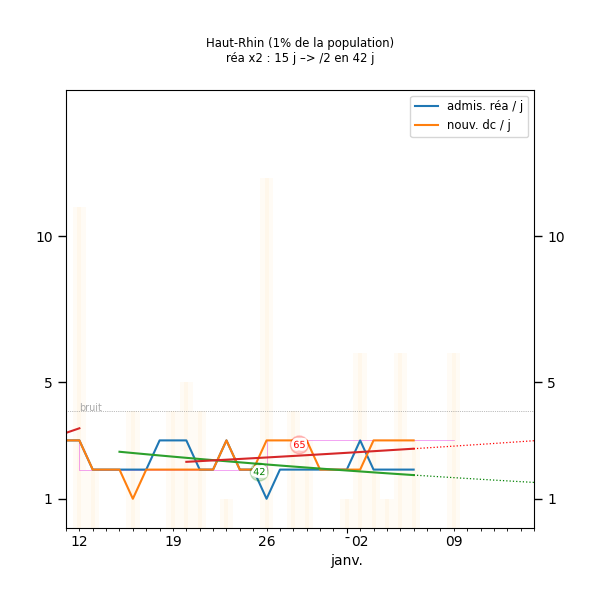 Haut-Rhin (1% de la population)
réa x2 : 15 j –> /2 en 42 j
admis. réa / j
nouv. dc / j
10
10
5
5
bruit
65
42
1
1
12
19
26
02
09
janv.